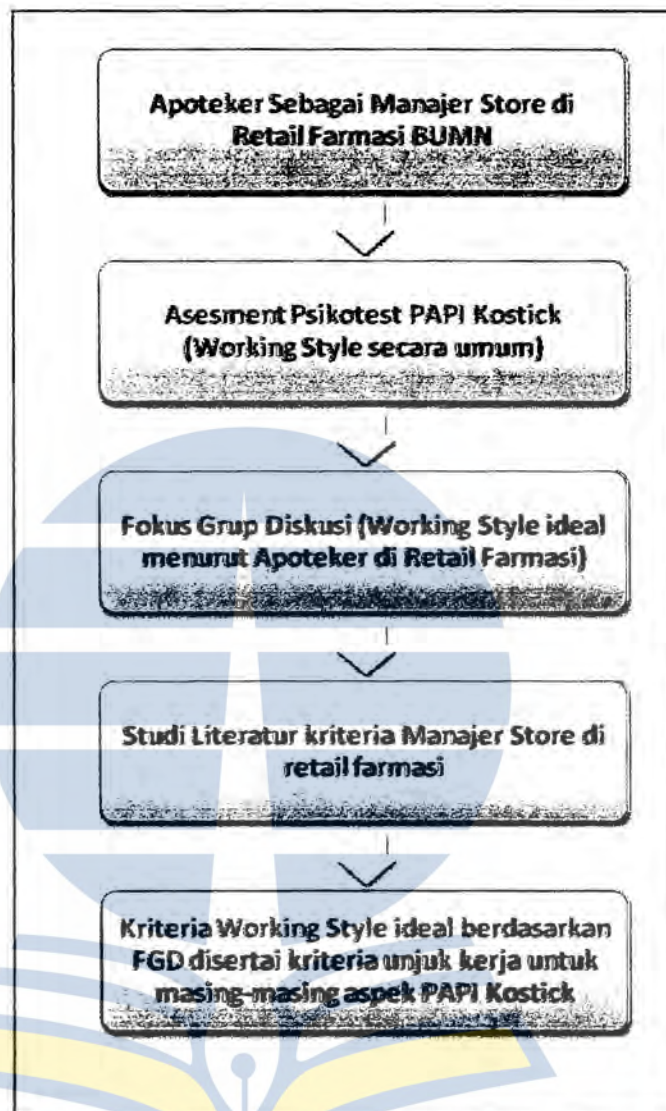 Apoteker Sebagai Manajer Store di
Retail Farmasi BUMN
Asesment Psikotest PAPI Kostick
(Working Style secara umum)
Fokus Grup Diskusi (Working Style ideal
menurut Apoteker di Retail Farmasi)
Studi Literatur kriteria Manajer Store di
retail farmasi
Kriteria Working Style ideal berdasarkan
FGD disertai kriteria unjuk kerja untuk
masing-masing aspek PAPI Kostick